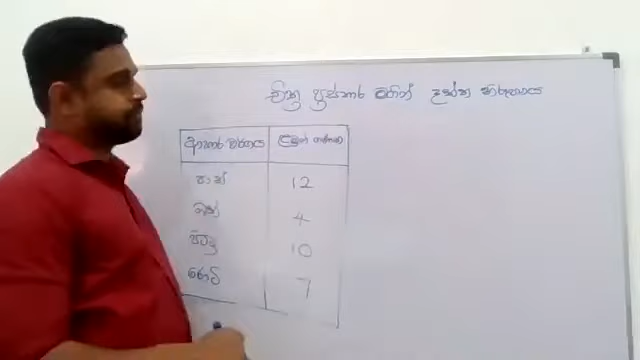 චිත්‍ර ප්‍රස්තාර මගින් දත්ත නිරූපණය
ආහාර වර්ගය ළමුන් ගණන
පාන් 12
බත් 4
පිට්ටු 10
රොටි 7